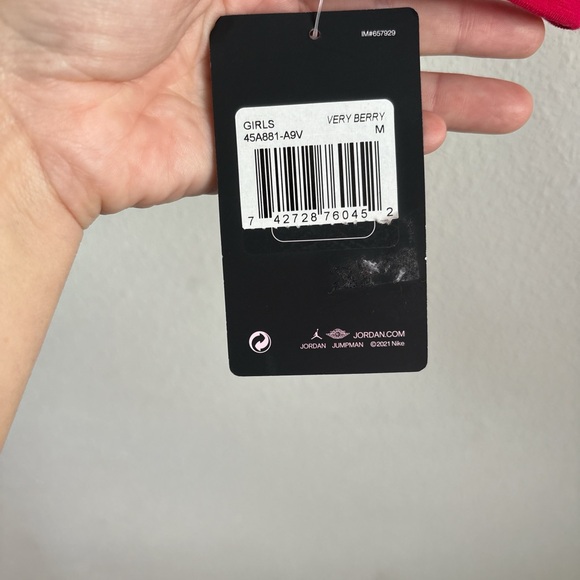 IM#657929
GIRLS VERY BERRY
45A881-A9V M
7 42728 76045 2
JORDAN.COM
JORDAN JUMPMAN ©2021 Nike